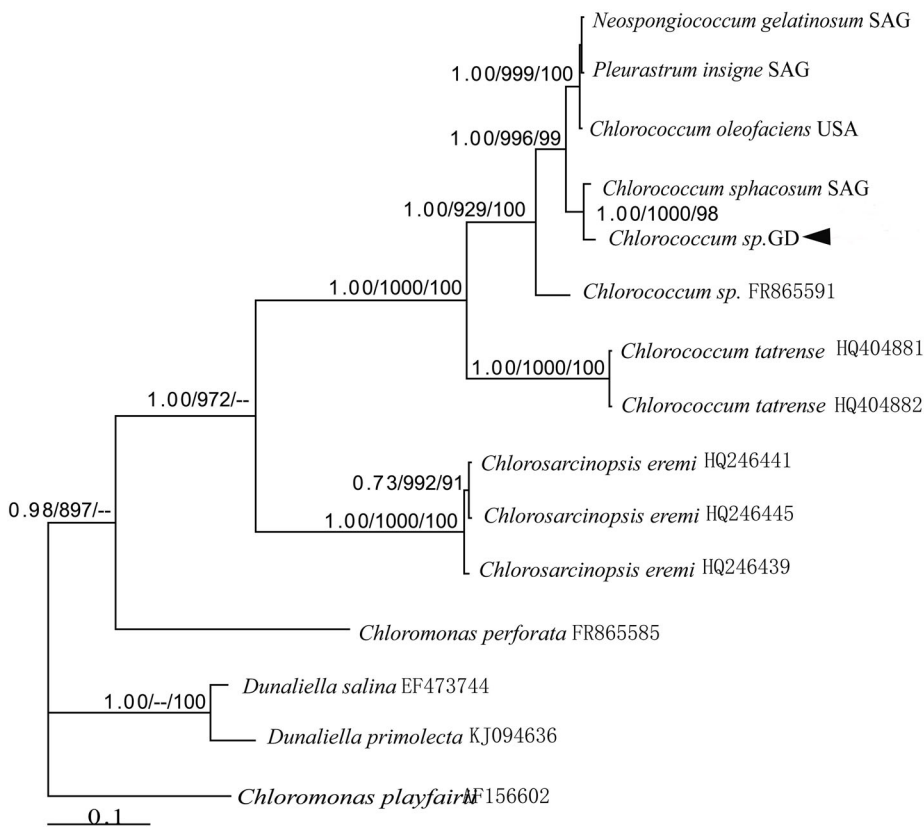 Neospongiococcum gelatinosum SAG
1.00/999/100
Pleurastrum insigne SAG
Chlorococcum oleofaciens USA
1.00/996/99
Chlorococcum sphacosum SAG
1.00/929/100
1.00/1000/98
Chlorococcum sp.GD
1.00/1000/100
Chlorococcum sp. FR865591
Chlorococcum tatrense HQ404881
1.00/1000/100
1.00/972/--
Chlorococcum tatrense HQ404882
Chlorosarcinopsis eremi HQ246441
0.73/992/91
0.98/897/--
1.00/1000/100
Chlorosarcinopsis eremi HQ246445
Chlorosarcinopsis eremi HQ246439
Chloromonas perforata FR865585
Dunaliella salina EF473744
1.00/--/100
Dunaliella primolecta KJ094636
Chloromonas playfairii AF156602
0.1